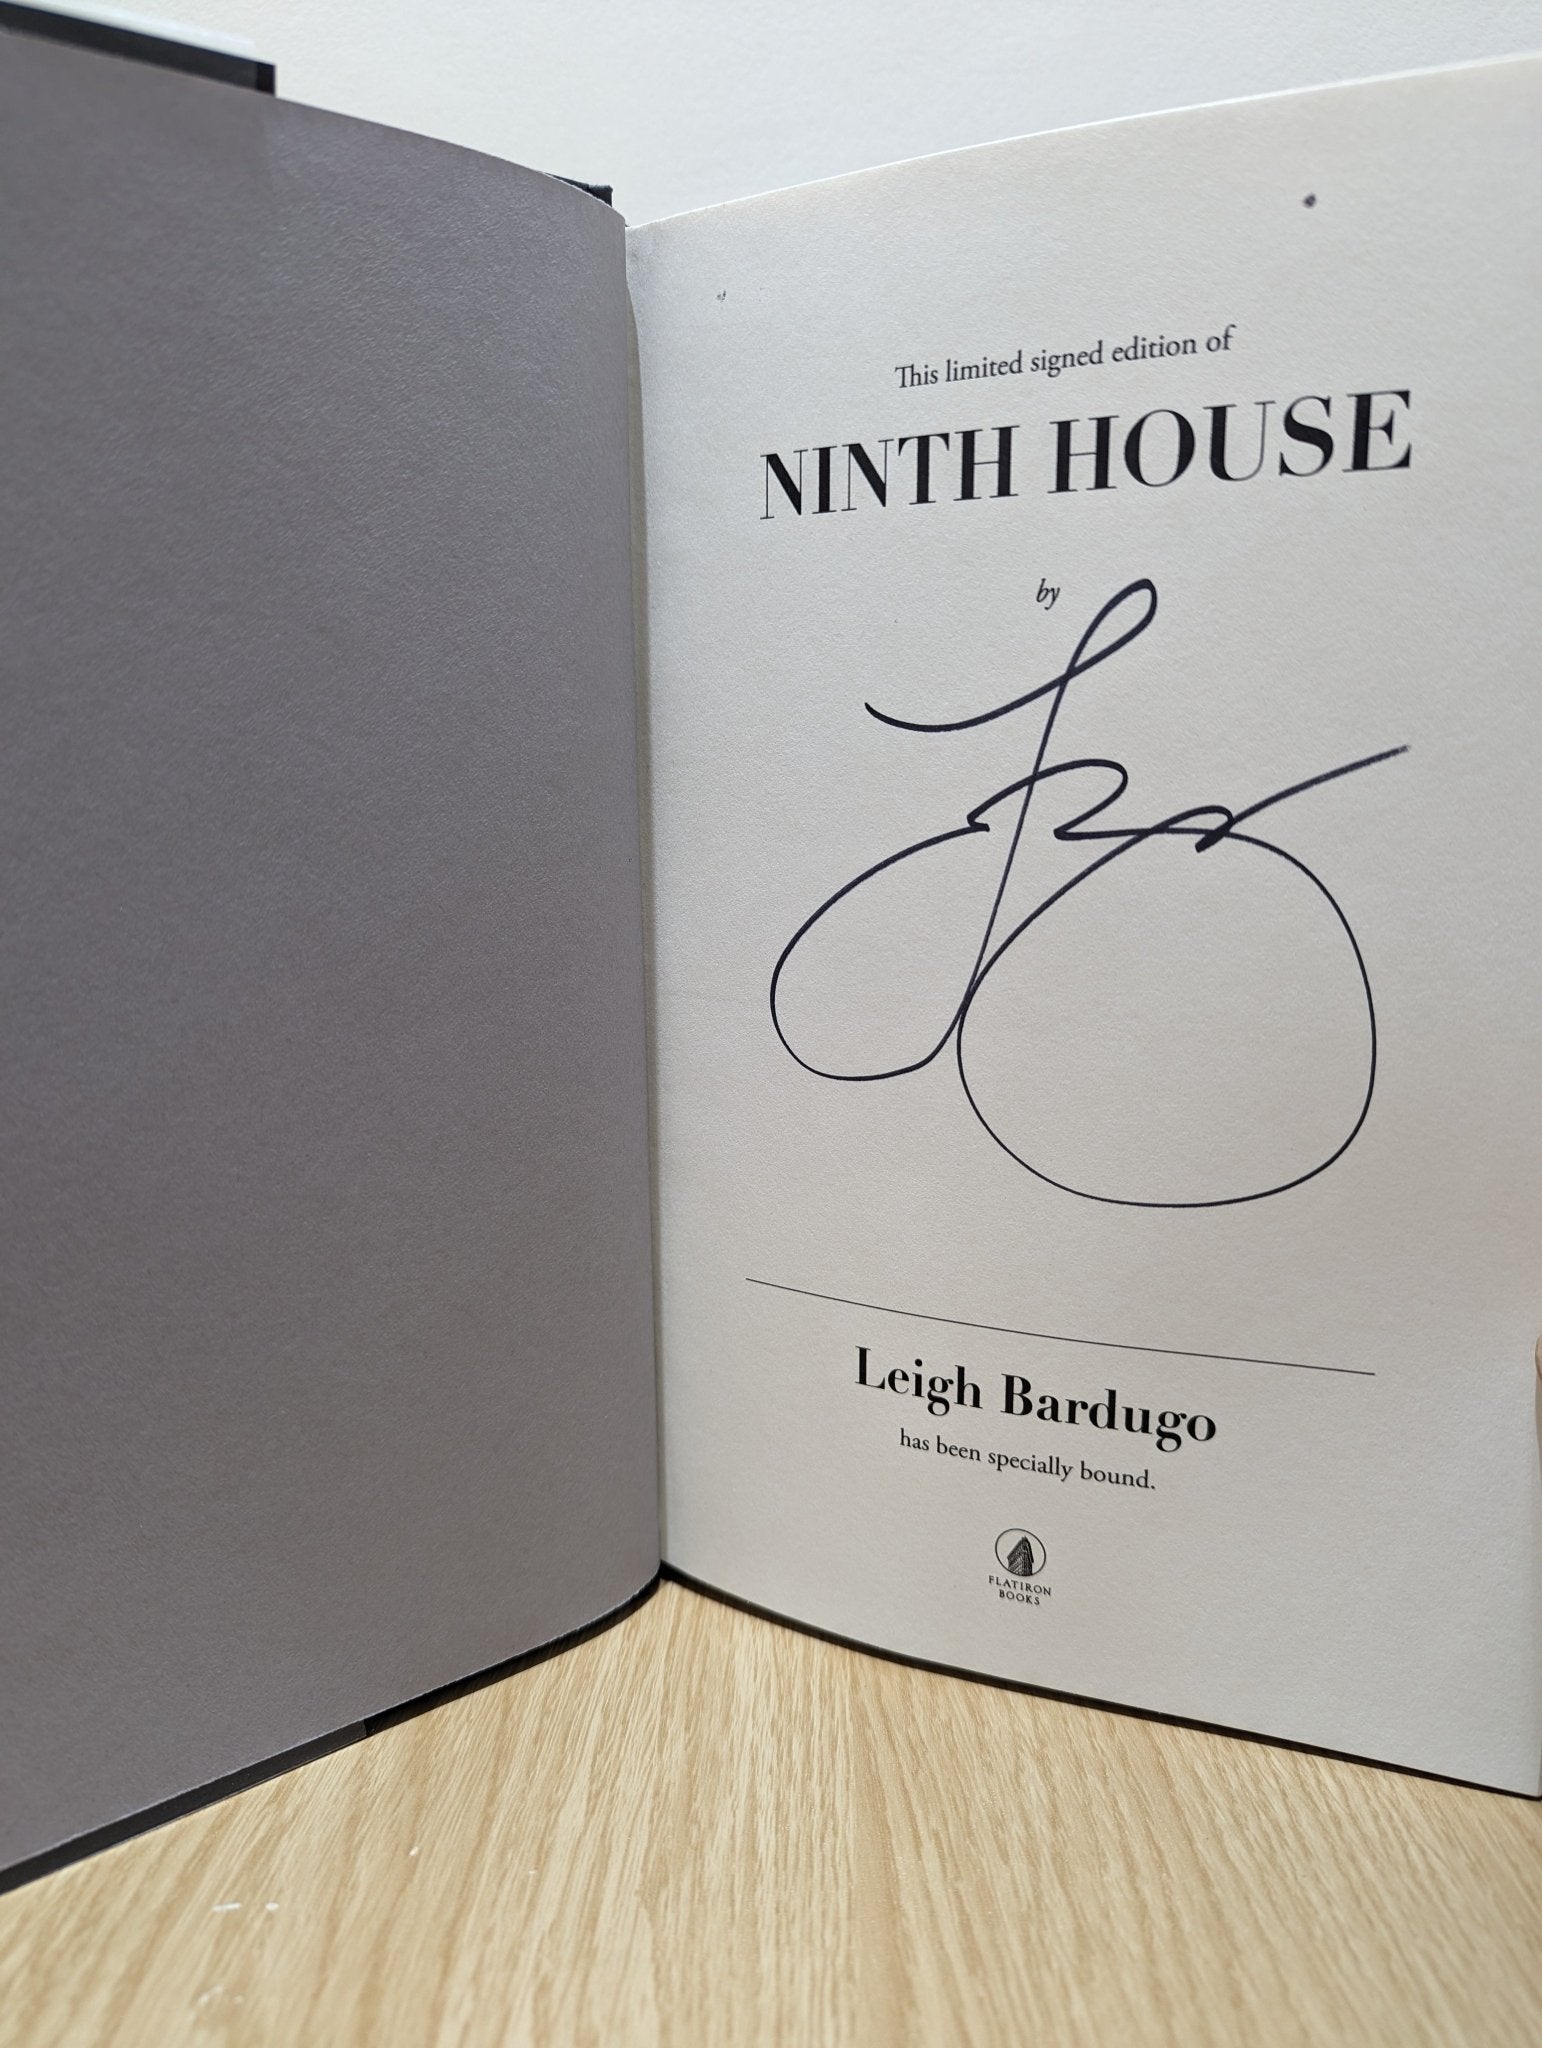 This limited signed edition of
NINTH HOUSE
by
Leigh Bardugo
has been specially bound.
FLATIRON
BOOKS